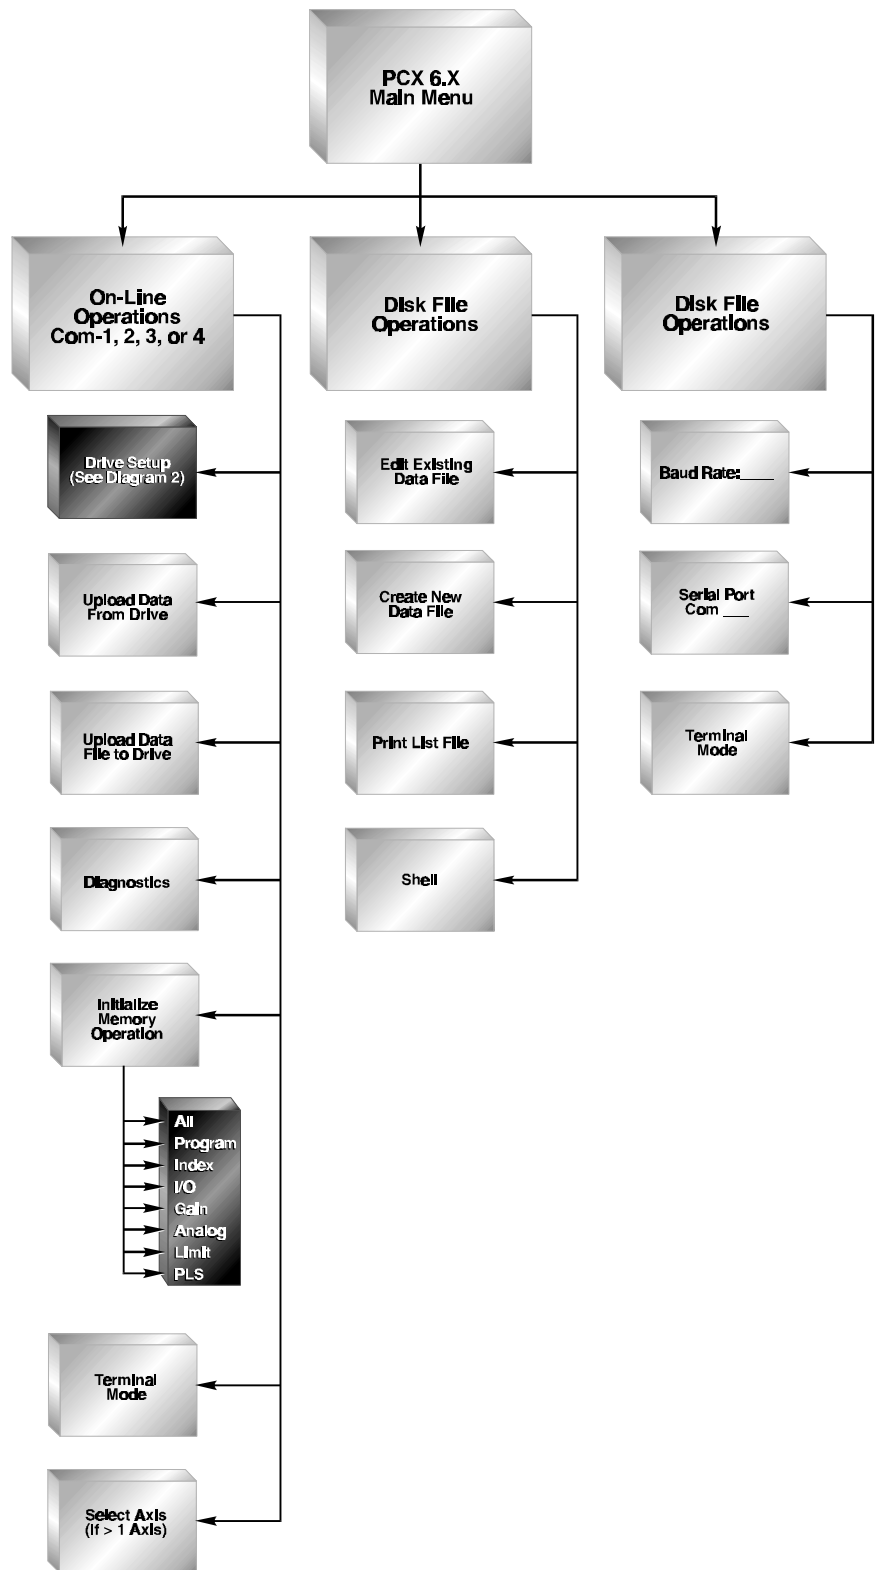 PCX 6.X
Main Menu
On-Line
Operations
Com-1, 2, 3, or 4
Disk File
Operations
Disk File
Operations
Drive Setup
(See Diagram 2)
Upload Data
From Drive
Upload Data
File to Drive
Diagnostics
Initialize
Memory
Operation
All
Program
Index
I/O
Gain
Analog
Limit
PLS
Terminal
Mode
Select Axis
(If > 1 Axis)
Edit Existing
Data File
Create New
Data File
Print List File
Shell
Baud Rate:____
Serial Port
Com ___
Terminal
Mode